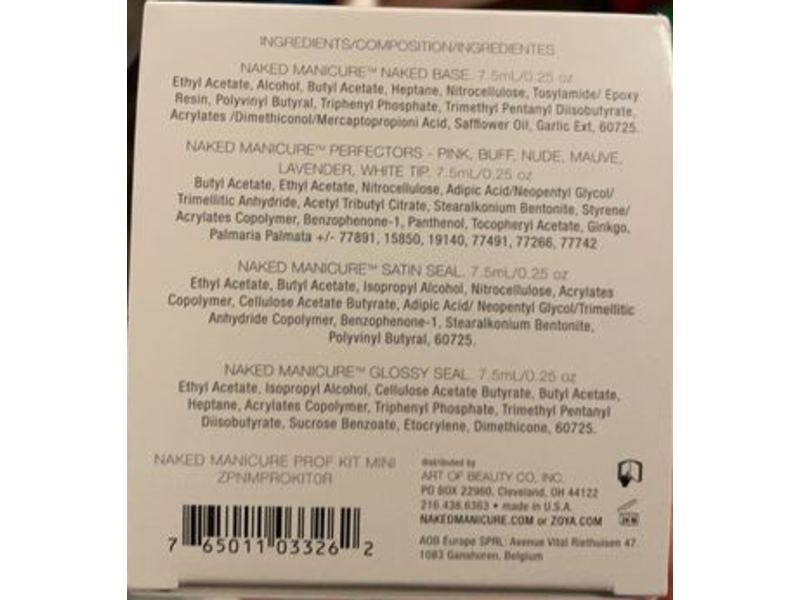 INGREDIENTS/COMPOSITION/INGREDIENTES
NAKED MANICURE™ NAKED BASE. 7.5mL/0.25 oz
Ethyl Acetate, Alcohol, Butyl Acetate, Heptane, Nitrocellulose, Tosylamide/ Epoxy
Resin, Polyvinyl Butyral, Triphenyl Phosphate, Trimethyl Pentanyl Diisobutyrate,
Acrylates /Dimethiconol/Mercaptopropioni Acid, Safflower Oil, Garlic Ext, 60725.
NAKED MANICURE™ PERFECTORS - PINK, BUFF, NUDE, MAUVE,
LAVENDER, WHITE TIP. 7.5mL/0.25 oz
Butyl Acetate, Ethyl Acetate, Nitrocellulose, Adipic Acid/Neopentyl Glycol/
Trimellitic Anhydride, Acetyl Tributyl Citrate, Stearalkonium Bentonite, Styrene/
Acrylates Copolymer, Benzophenone-1, Panthenol, Tocopheryl Acetate, Ginkgo,
Palmaria Palmata +/- 77891, 15850, 19140, 77491, 77266, 77742
NAKED MANICURE™ SATIN SEAL. 7.5mL/0.25 oz
Ethyl Acetate, Butyl Acetate, Isopropyl Alcohol, Nitrocellulose, Acrylates
Copolymer, Cellulose Acetate Butyrate, Adipic Acid/ Neopentyl Glycol/Trimellitic
Anhydride Copolymer, Benzophenone-1, Stearalkonium Bentonite,
Polyvinyl Butyral, 60725.
NAKED MANICURE™ GLOSSY SEAL. 7.5mL/0.25 oz
Ethyl Acetate, Isopropyl Alcohol, Cellulose Acetate Butyrate, Butyl Acetate,
Heptane, Acrylates Copolymer, Triphenyl Phosphate, Trimethyl Pentanyl
Diisobutyrate, Sucrose Benzoate, Etocrylene, Dimethicone, 60725.
NAKED MANICURE PROF KIT MINI
ZPNMPROKIT0R
7 65011 03326 2
distributed by
ART OF BEAUTY CO. INC.
PO BOX 22960, Cleveland, OH 44122
216.438.6363 • made in U.S.A.
NAKEDMANICURE.COM or ZOYA.COM
AOB Europe SPRL: Avenue Vital Riethuisen 47
1083 Ganshoren, Belgium